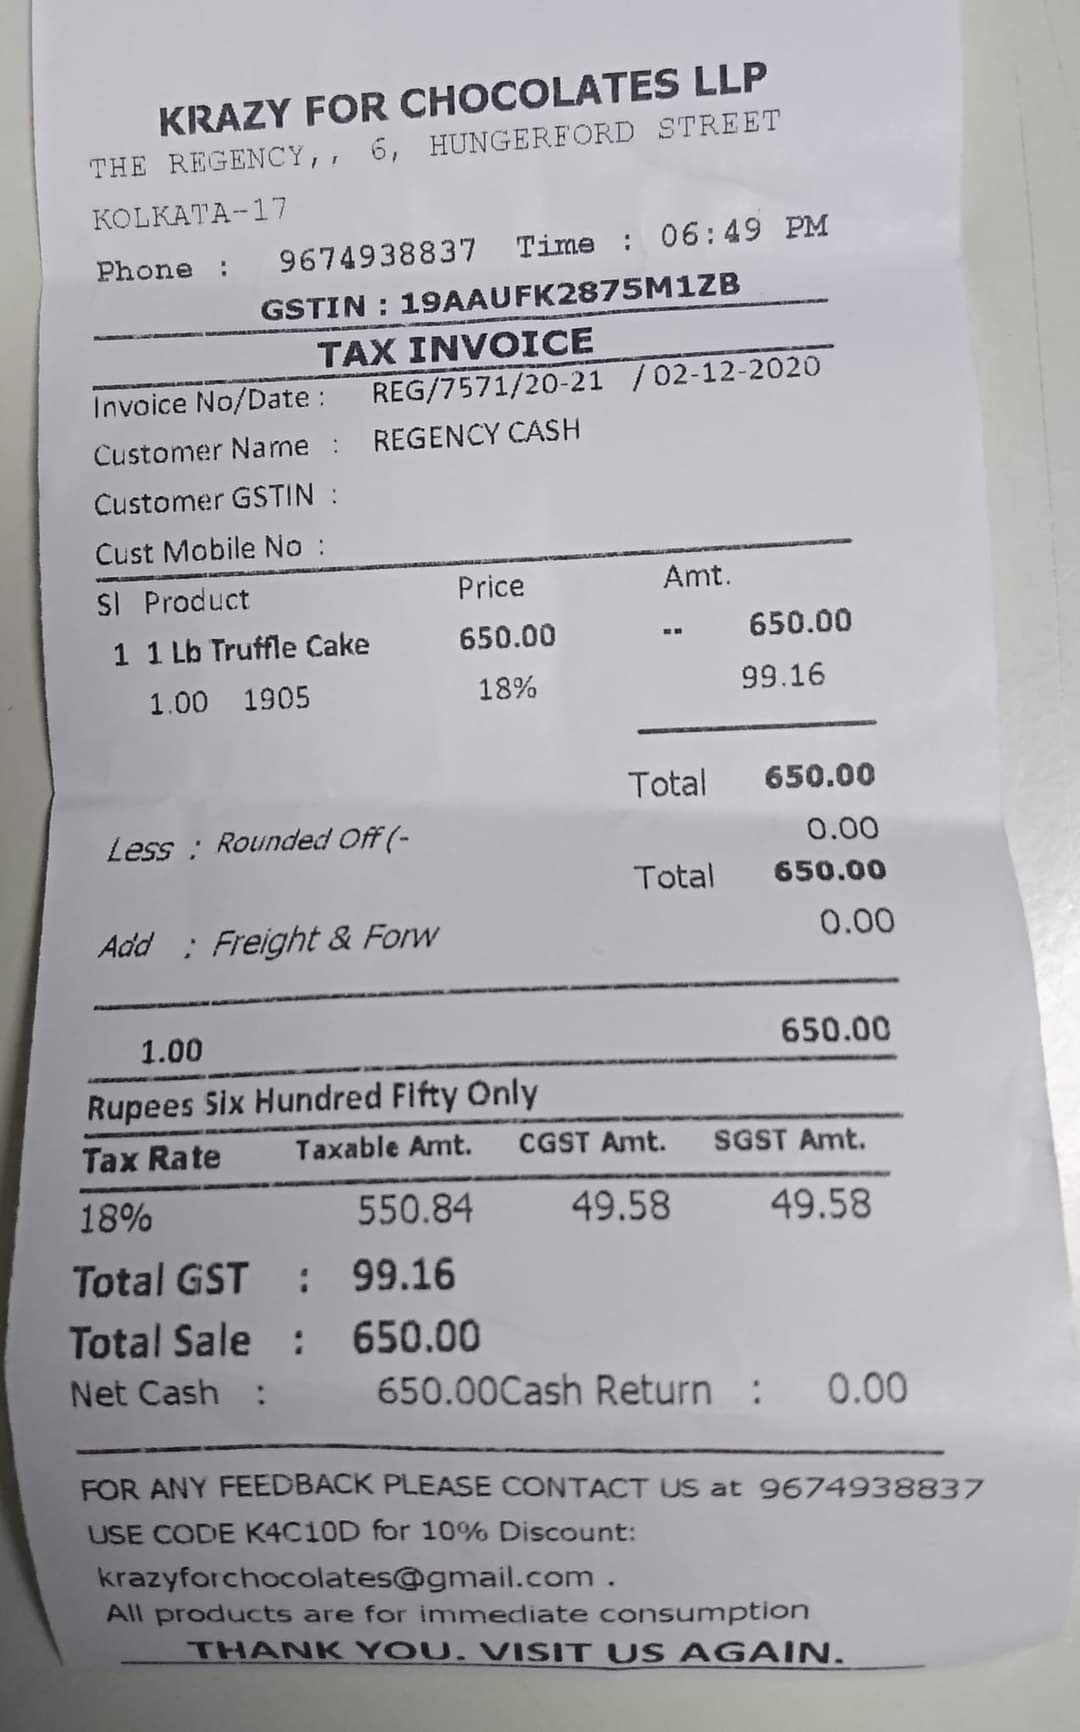 KRAZY FOR CHOCOLATES LLP
THE REGENCY,, 6, HUNGERFORD STREET
KOLKATA-17
Phone : 9674938837 Time : 06:49 PM
GSTIN : 19AAUFK2875M1ZB
TAX INVOICE
Invoice No/Date : REG/7571/20-21 / 02-12-2020
Customer Name : REGENCY CASH
Customer GSTIN :
Cust Mobile No :
Sl Product Price Amt.
1 1 Lb Truffle Cake 650.00 -- 650.00
1.00 1905 18% 99.16
Total 650.00
Less : Rounded Off (- 0.00
Total 650.00
Add : Freight & Forw 0.00
1.00 650.00
Rupees Six Hundred Fifty Only
Tax Rate Taxable Amt. CGST Amt. SGST Amt.
18% 550.84 49.58 49.58
Total GST : 99.16
Total Sale : 650.00
Net Cash : 650.00Cash Return : 0.00
FOR ANY FEEDBACK PLEASE CONTACT US at 9674938837
USE CODE K4C10D for 10% Discount:
krazyforchocolates@gmail.com .
All products are for immediate consumption
THANK YOU. VISIT US AGAIN.